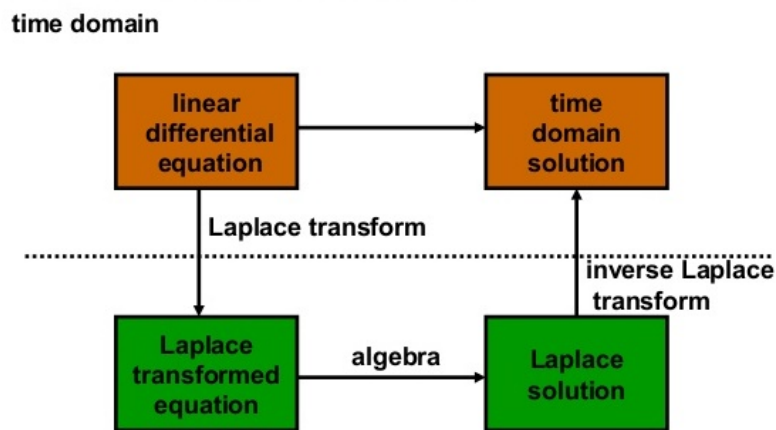 time domain
linear
differential
equation
time
domain
solution
Laplace transform
inverse Laplace
transform
Laplace
transformed
equation
algebra
Laplace
solution